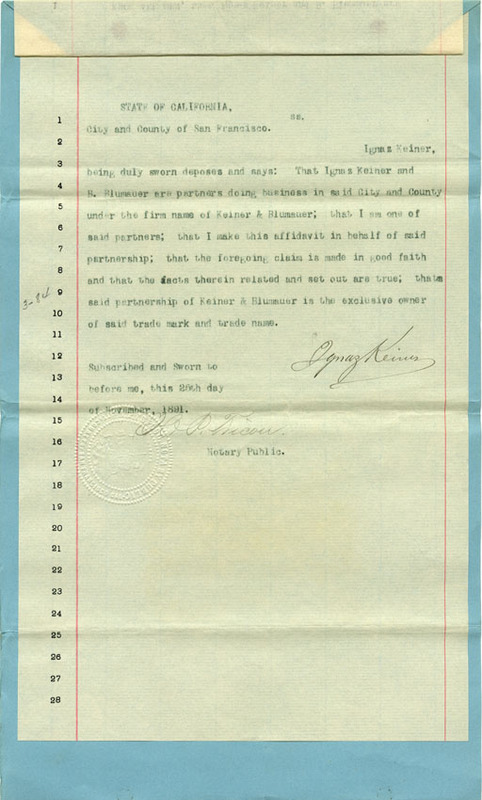 STATE OF CALIFORNIA,
ss.
City and County of San Francisco.
Ignas Keiner,
being duly sworn deposes and says: That Ignas Keiner and
B. Blumauer are partners doing business in said City and County
under the firm name of Keiner & Blumauer; that I am one of
said partners; that I make this affidavit in behalf of said
partnership; that the foregoing claim is made in good faith
and that the facts therein related and set out are true; that
said partnership of Keiner & Blumauer is the exclusive owner
of said trade mark and trade name.
Ignaz Keiner
Subscribed and Sworn to
before me, this 28th day
of November, 1891.
Notary Public.
3-84
1
2
3
4
5
6
7
8
9
10
11
12
13
14
15
16
17
18
19
20
21
22
23
24
25
26
27
28